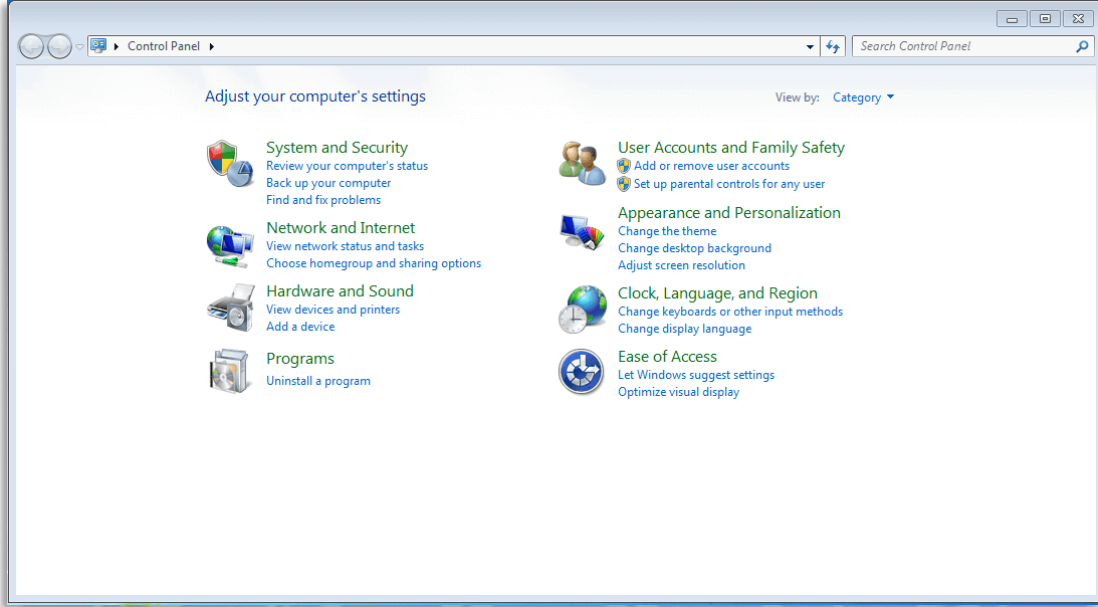 Control Panel
Search Control Panel
Adjust your computer's settings
View by: Category
System and Security
Review your computer's status
Back up your computer
Find and fix problems
Network and Internet
View network status and tasks
Choose homegroup and sharing options
Hardware and Sound
View devices and printers
Add a device
Programs
Uninstall a program
User Accounts and Family Safety
Add or remove user accounts
Set up parental controls for any user
Appearance and Personalization
Change the theme
Change desktop background
Adjust screen resolution
Clock, Language, and Region
Change keyboards or other input methods
Change display language
Ease of Access
Let Windows suggest settings
Optimize visual display